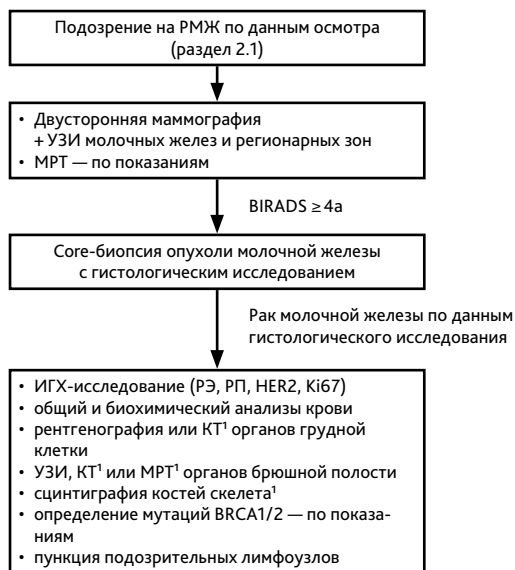 Подозрение на РМЖ по данным осмотра
(раздел 2.1)
• Двусторонняя маммография
+ УЗИ молочных желез и регионарных зон
• МРТ — по показаниям
BIRADS ≥ 4a
Core-биопсия опухоли молочной железы
с гистологическим исследованием
Рак молочной железы по данным
гистологического исследования
• ИГХ-исследование (РЭ, РП, HER2, Ki67)
• общий и биохимический анализы крови
• рентгенография или КТ¹ органов грудной
клетки
• УЗИ, КТ¹ или МРТ¹ органов брюшной полости
• сцинтиграфия костей скелета¹
• определение мутаций BRCA1/2 — по показа-
ниям
• пункция подозрительных лимфоузлов